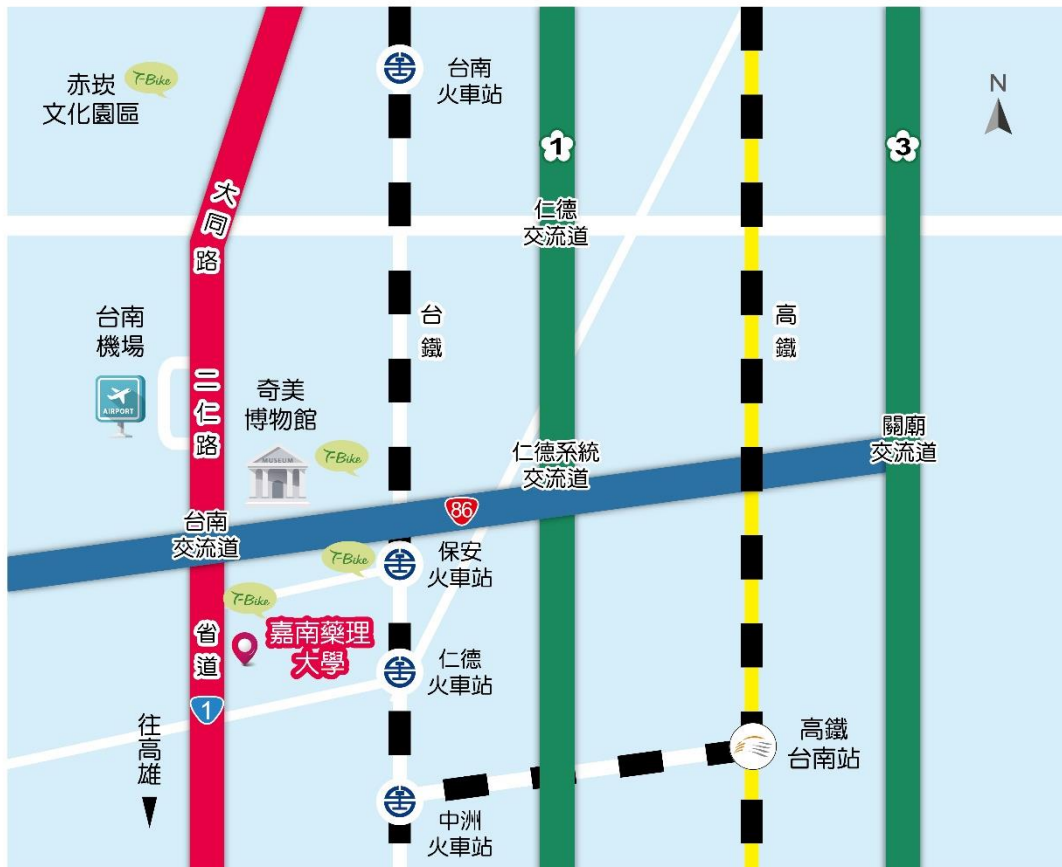 赤崁
文化園區
T-Bike
台南
火車站
N
1
3
大同路
仁德
交流道
台鐵
高鐵
台南
機場
AIRPORT
二仁路
奇美
博物館
MUSEUM
T-Bike
仁德系統
交流道
關廟
交流道
86
台南
交流道
T-Bike
保安
火車站
T-Bike
省道
嘉南藥理
大學
仁德
火車站
1
往高雄
高鐵
台南站
中洲
火車站